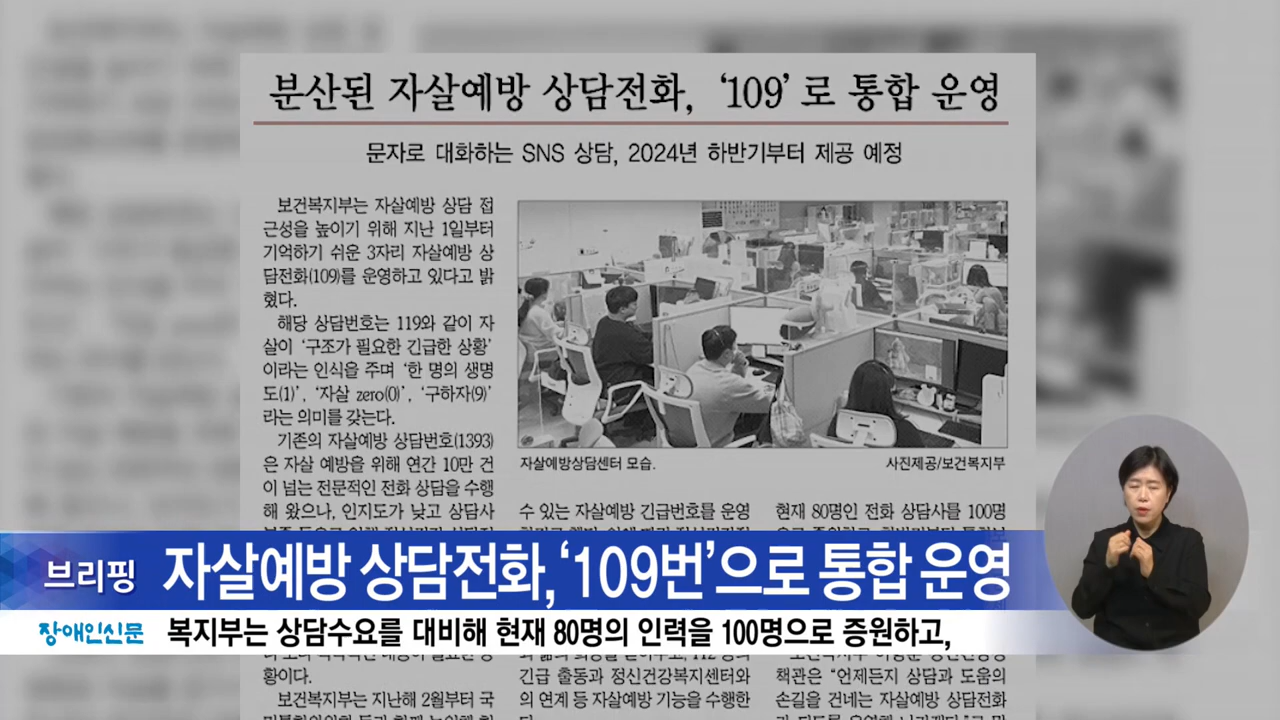 분산된 자살예방 상담전화, ‘109’로 통합 운영
문자로 대화하는 SNS 상담, 2024년 하반기부터 제공 예정
보건복지부는 자살예방 상담 접
근성을 높이기 위해 지난 1일부터
기억하기 쉬운 3자리 자살예방 상
담전화(109)를 운영하고 있다고 밝
혔다.
해당 상담번호는 119와 같이 자
살이 ‘구조가 필요한 긴급한 상황’
이라는 인식을 주며 ‘한 명의 생명
도(1)’, ‘자살 zero(0)’, ‘구하자(9)’
라는 의미를 갖는다.
기존의 자살예방 상담번호(1393)
은 자살 예방을 위해 연간 10만 건
이 넘는 전문적인 전화 상담을 수행
해 왔으나, 인지도가 낮고 상담사
황이다.
보건복지부는 지난해 2월부터 국
자살예방상담센터 모습.
사진제공/보건복지부
수 있는 자살예방 긴급번호를 운영
긴급 출동과 정신건강복지센터와
의 연계 등 자살예방 기능을 수행한
현재 80명인 전화 상담사를 100명
책관은 “언제든지 상담과 도움의
손길을 건네는 자살예방 상담전화
브리핑
자살예방 상담전화, ‘109번’으로 통합 운영
장애인신문
복지부는 상담수요를 대비해 현재 80명의 인력을 100명으로 증원하고,